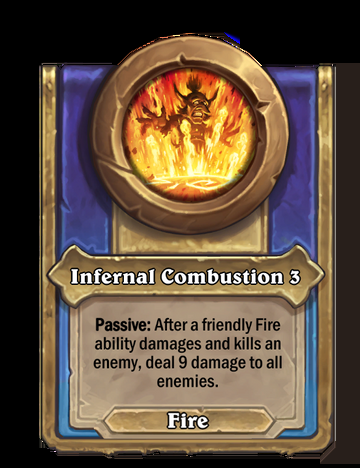 Infernal Combustion 3
Passive: After a friendly Fire
ability damages and kills an
enemy, deal 9 damage to all
enemies.
Fire